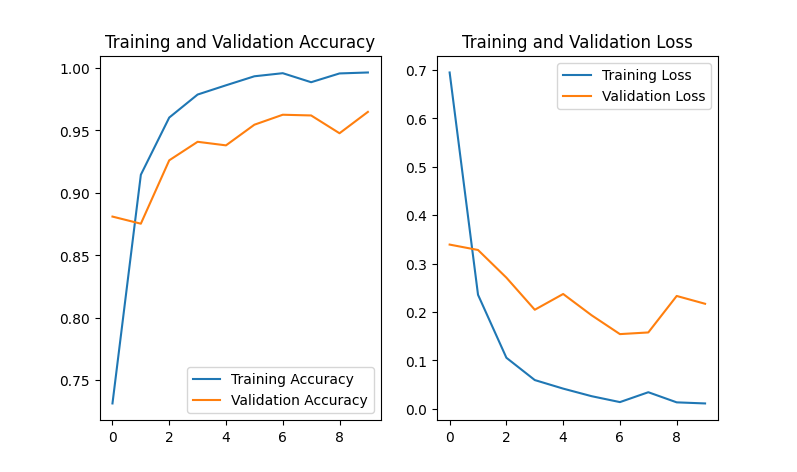 Training and Validation Accuracy
1.00
0.95
0.90
0.85
0.80
0.75
Training Accuracy
Validation Accuracy
0 2 4 6 8
Training and Validation Loss
0.7
0.6
0.5
0.4
0.3
0.2
0.1
0.0
Training Loss
Validation Loss
0 2 4 6 8